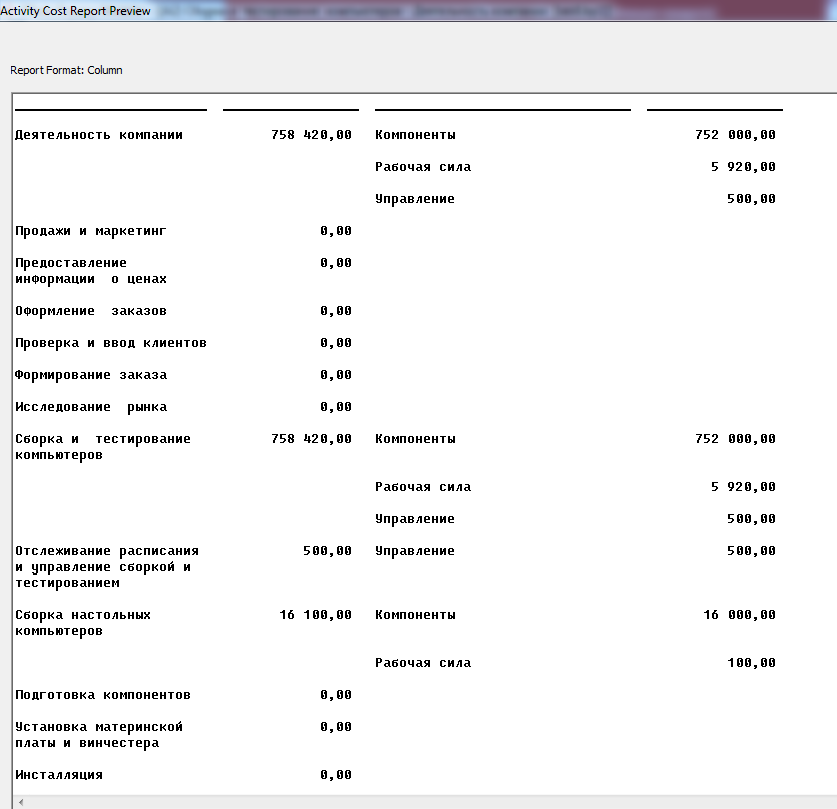 Activity Cost Report Preview
Report Format: Column
Деятельность компании 758 420,00 Компоненты 752 000,00
Рабочая сила 5 920,00
Управление 500,00
Продажи и маркетинг 0,00
Предоставление 0,00
информации о ценах
Оформление заказов 0,00
Проверка и ввод клиентов 0,00
Формирование заказа 0,00
Исследование рынка 0,00
Сборка и тестирование 758 420,00 Компоненты 752 000,00
компьютеров
Рабочая сила 5 920,00
Управление 500,00
Отслеживание расписания 500,00 Управление 500,00
и управление сборкой и
тестированием
Сборка настольных 16 100,00 Компоненты 16 000,00
компьютеров
Рабочая сила 100,00
Подготовка компонентов 0,00
Установка материнской 0,00
платы и винчестера
Инсталляция 0,00